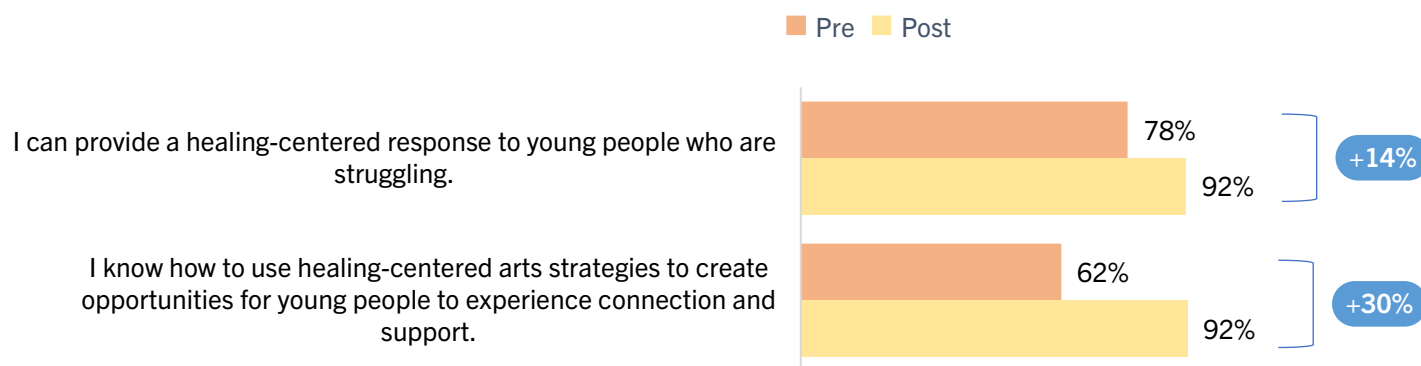 Pre Post
I can provide a healing-centered response to young people who are
struggling.
78%
92%
+14%
I know how to use healing-centered arts strategies to create
opportunities for young people to experience connection and
support.
62%
92%
+30%